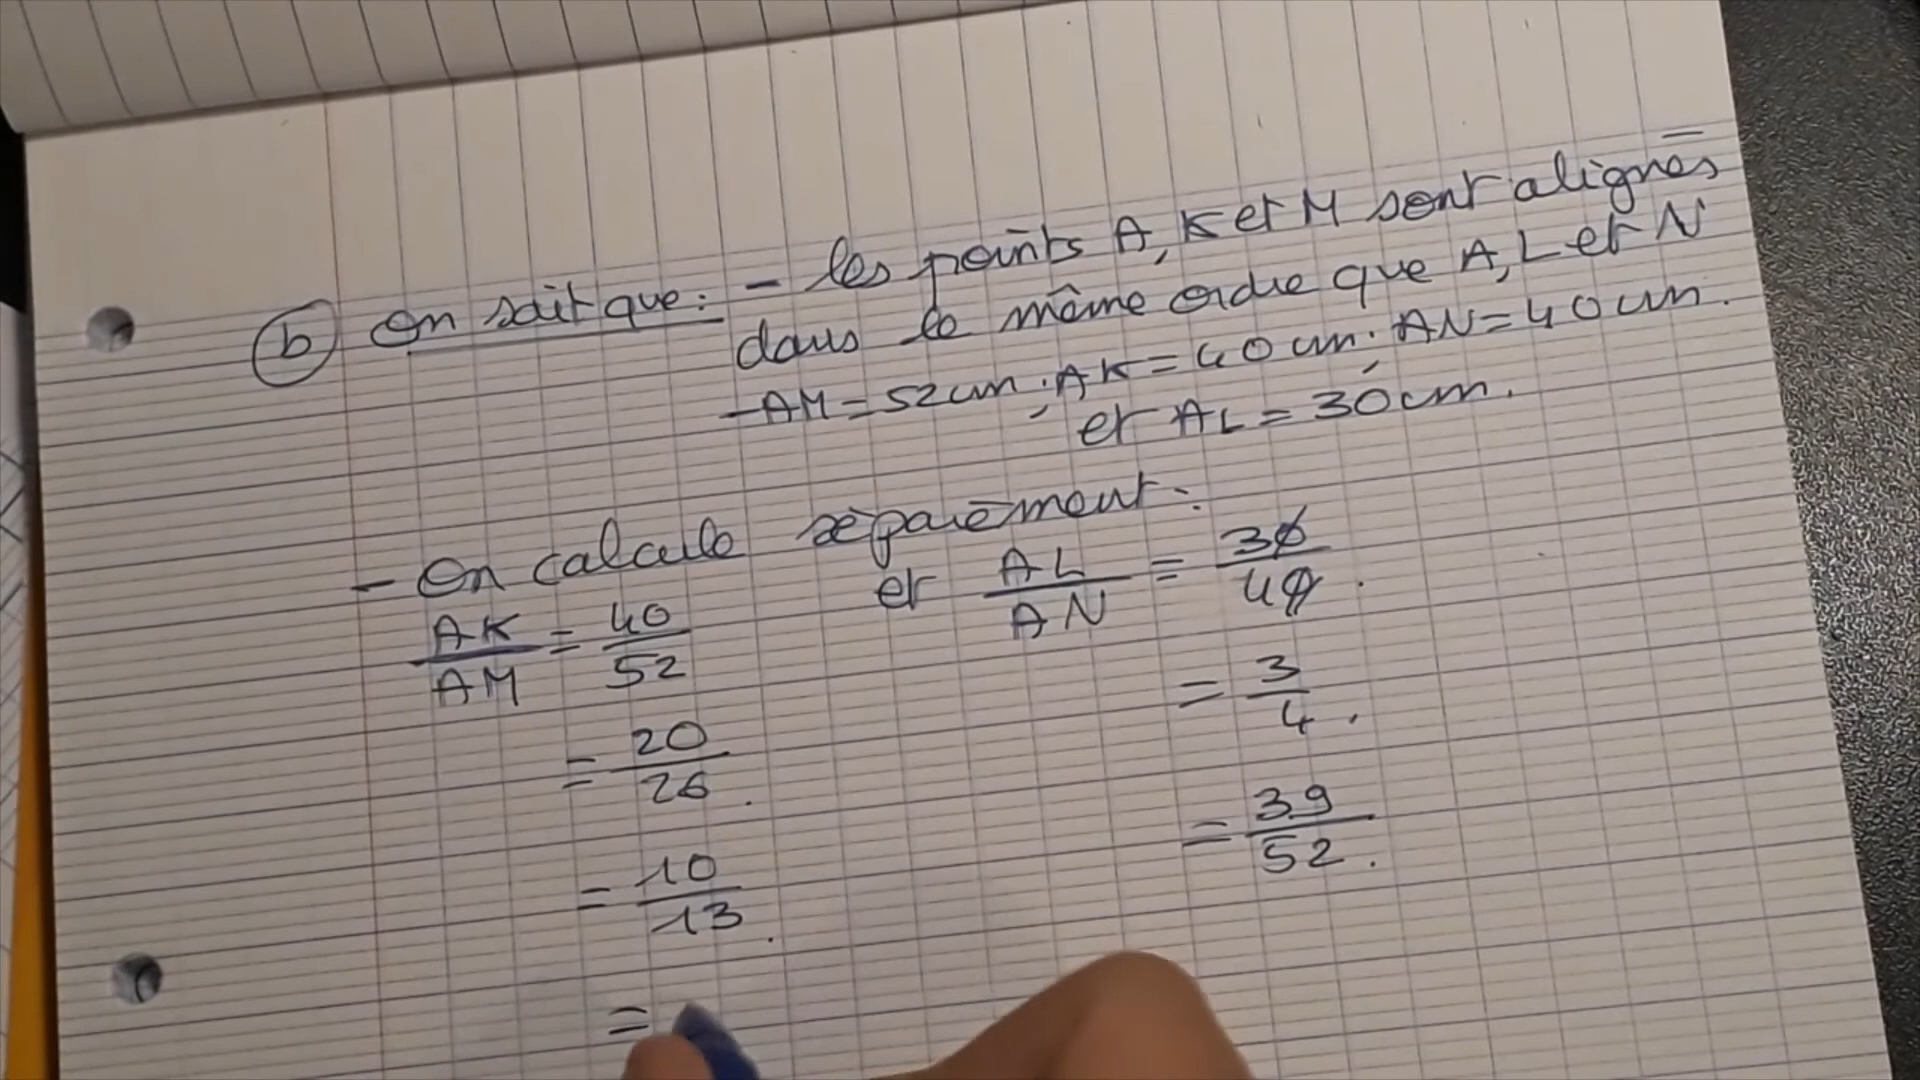 b On sait que: - les points A, K et M sont alignés
dans le même ordre que A, L et N
- AM = 52 cm ; AK = 40 cm ; AN = 40 cm.
et AL = 30 cm.
- On calcule séparément :
AK/AM = 40/52 et AL/AN = 30/40.
= 20/26. = 3/4.
= 10/13. = 39/52.
=